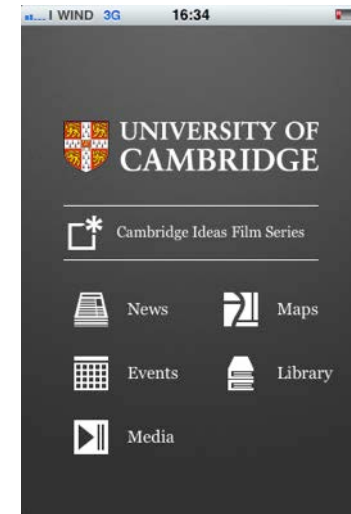 I WIND 3G 16:34
UNIVERSITY OF
CAMBRIDGE
Cambridge Ideas Film Series
News Maps
Events Library
Media